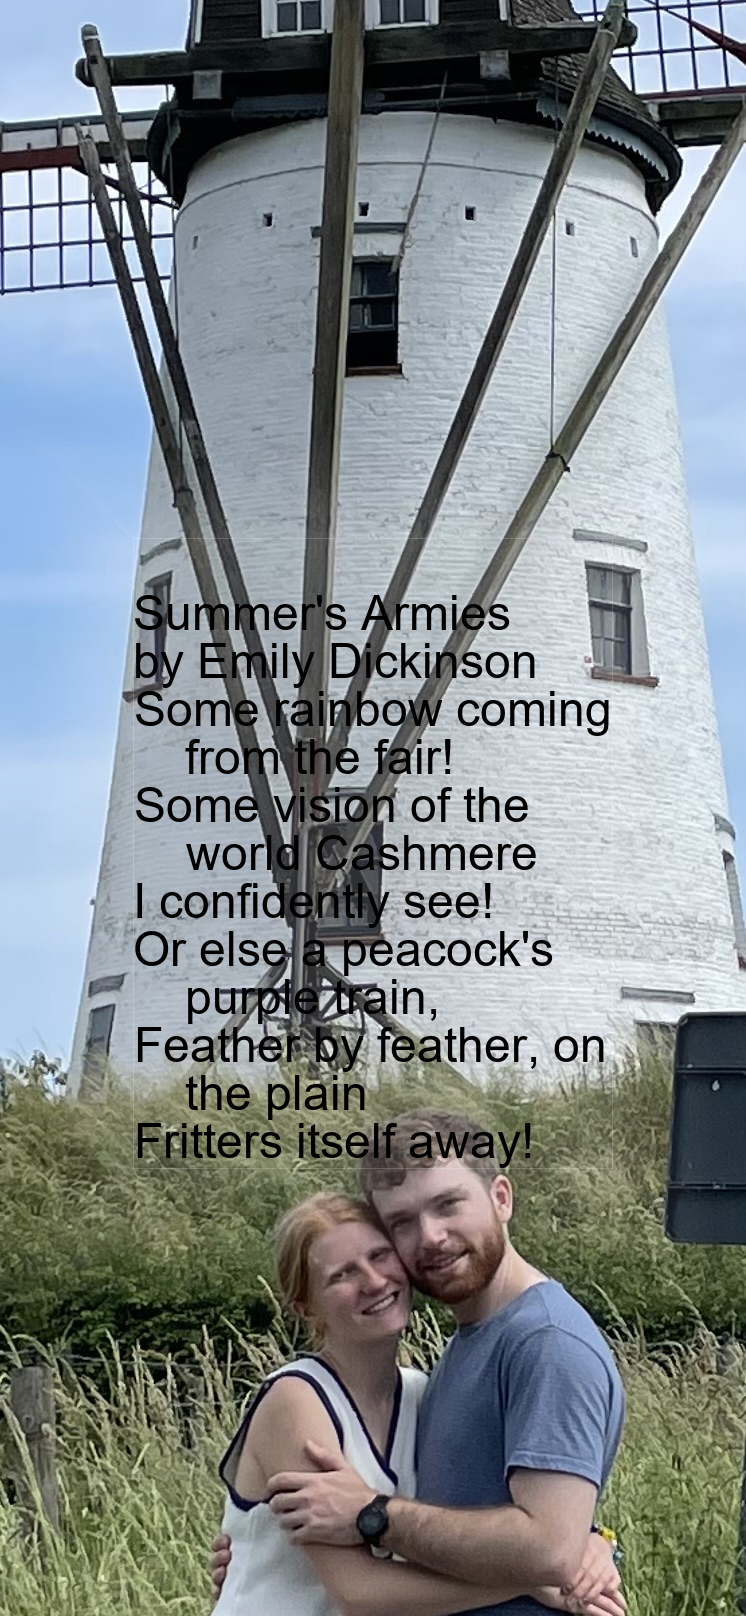 Summer's Armies
by Emily Dickinson
Some rainbow coming
from the fair!
Some vision of the
world Cashmere
I confidently see!
Or else a peacock's
purple train,
Feather by feather, on
the plain
Fritters itself away!